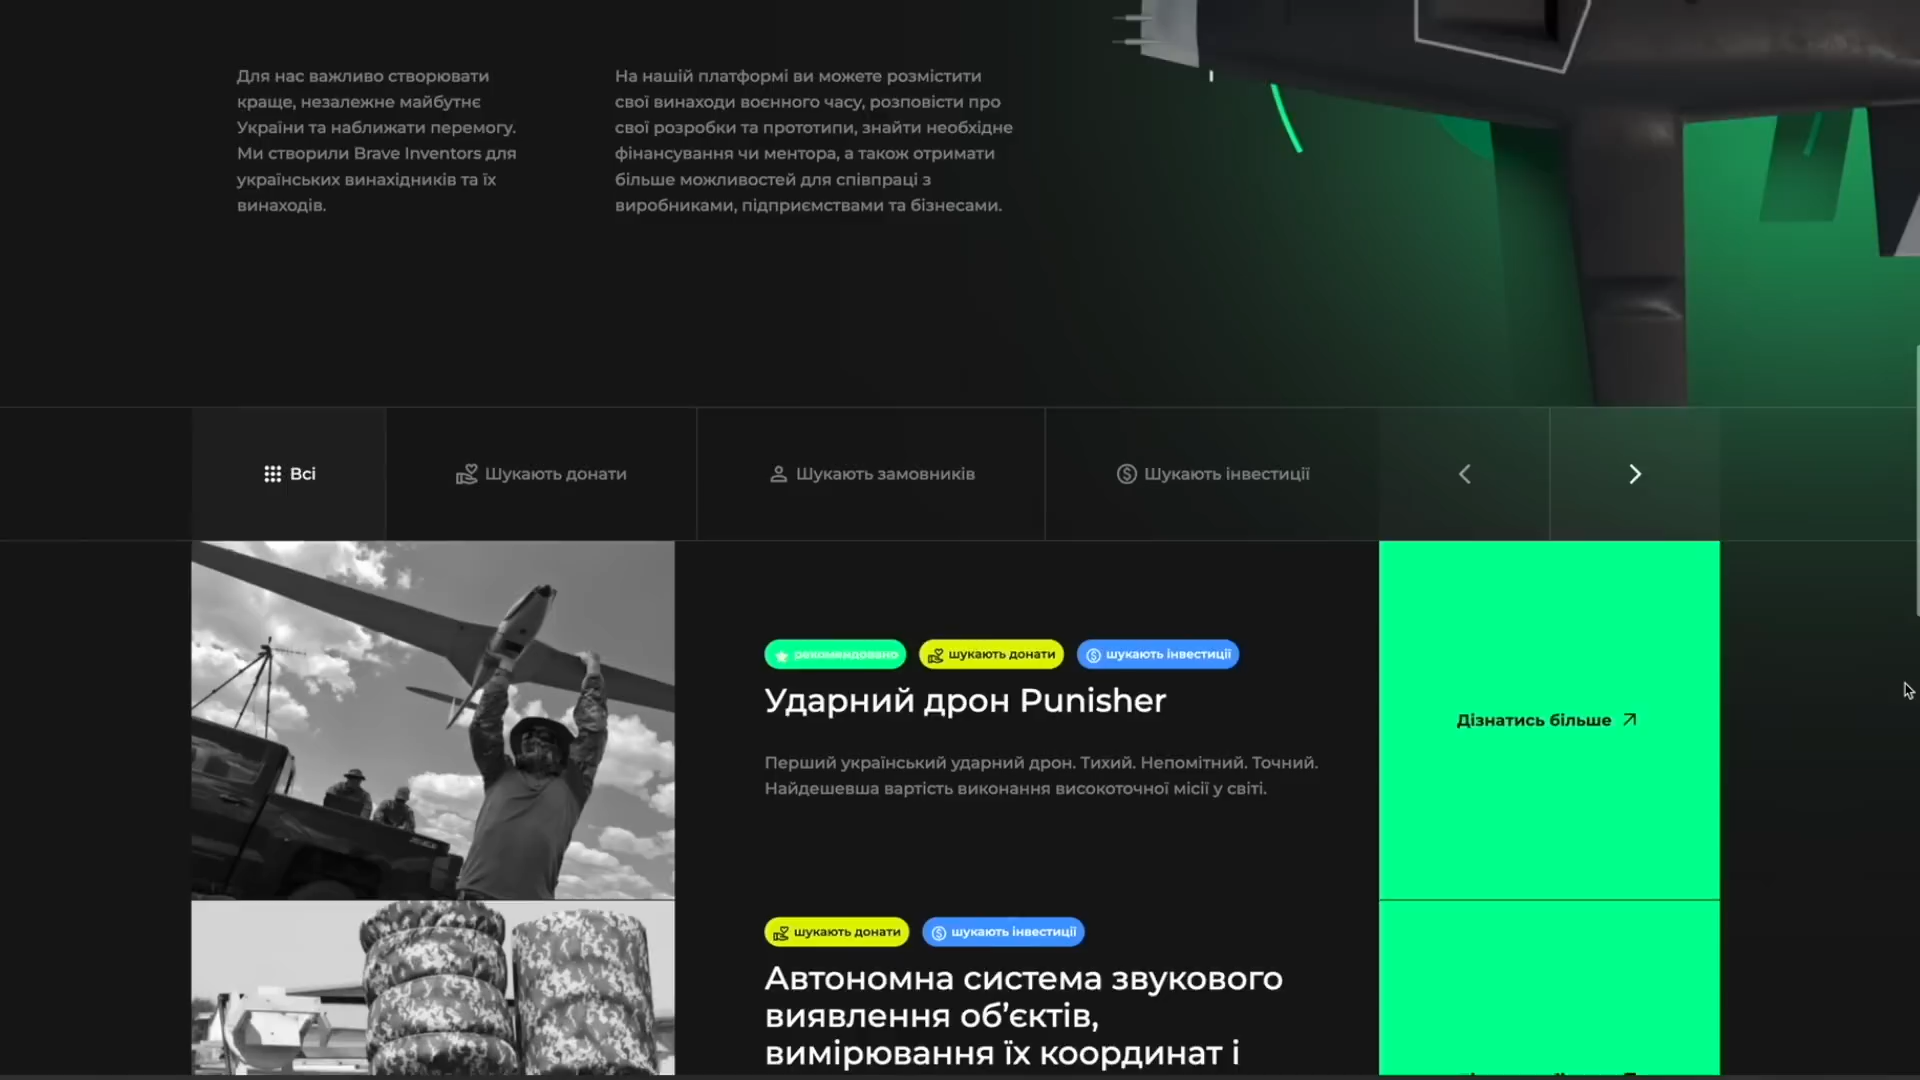 Для нас важливо створювати
краще, незалежне майбутнє
України та наближати перемогу.
Ми створили Brave Inventors для
українських винахідників та їх
винаходів.
На нашій платформі ви можете розмістити
свої винаходи воєнного часу, розповісти про
свої розробки та прототипи, знайти необхідне
фінансування чи ментора, а також отримати
більше можливостей для співпраці з
виробниками, підприємствами та бізнесами.
Всі
Шукають донати
Шукають замовників
Шукають інвестиції
рекомендовано
шукають донати
шукають інвестиції
Ударний дрон Punisher
Перший український ударний дрон. Тихий. Непомітний. Точний.
Найдешевша вартість виконання високоточної місії у світі.
Дізнатись більше
шукають донати
шукають інвестиції
Автономна система звукового
виявлення об’єктів,
вимірювання їх координат і